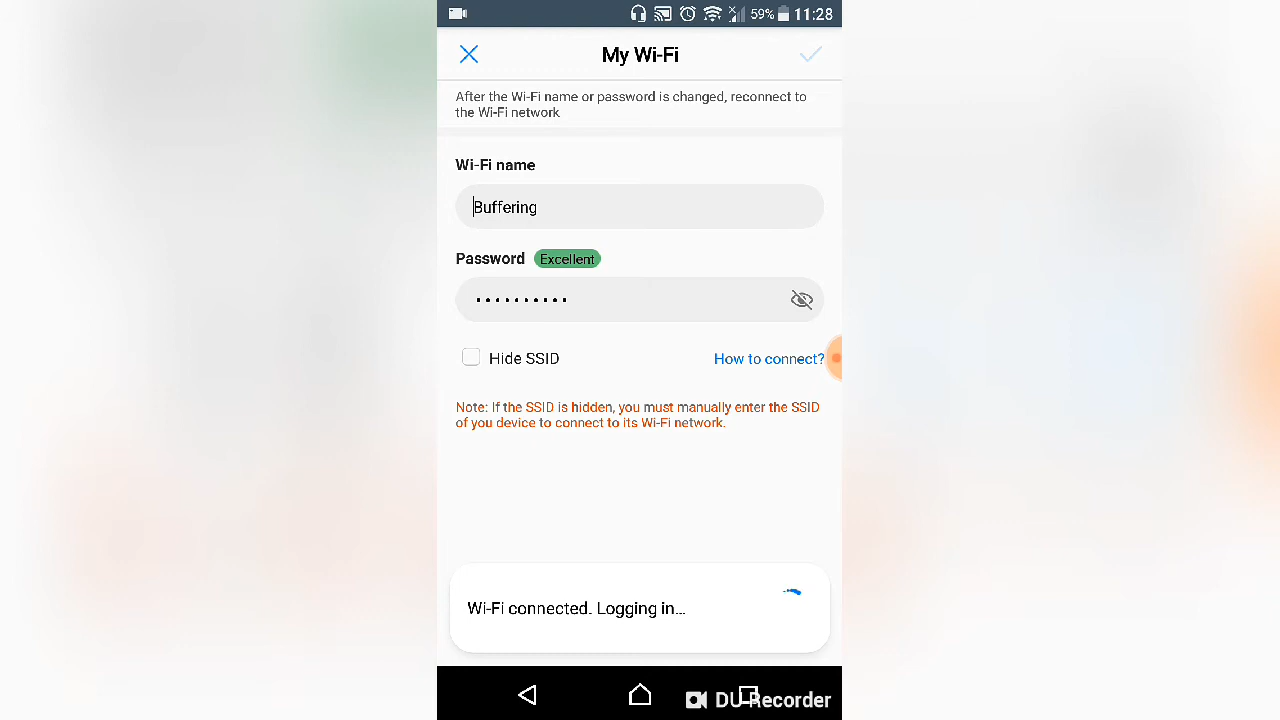 59% 11:28
My Wi-Fi
After the Wi-Fi name or password is changed, reconnect to
the Wi-Fi network
Wi-Fi name
Buffering
Password Excellent
Hide SSID How to connect?
Note: If the SSID is hidden, you must manually enter the SSID
of you device to connect to its Wi-Fi network.
Wi-Fi connected. Logging in...
DU Recorder